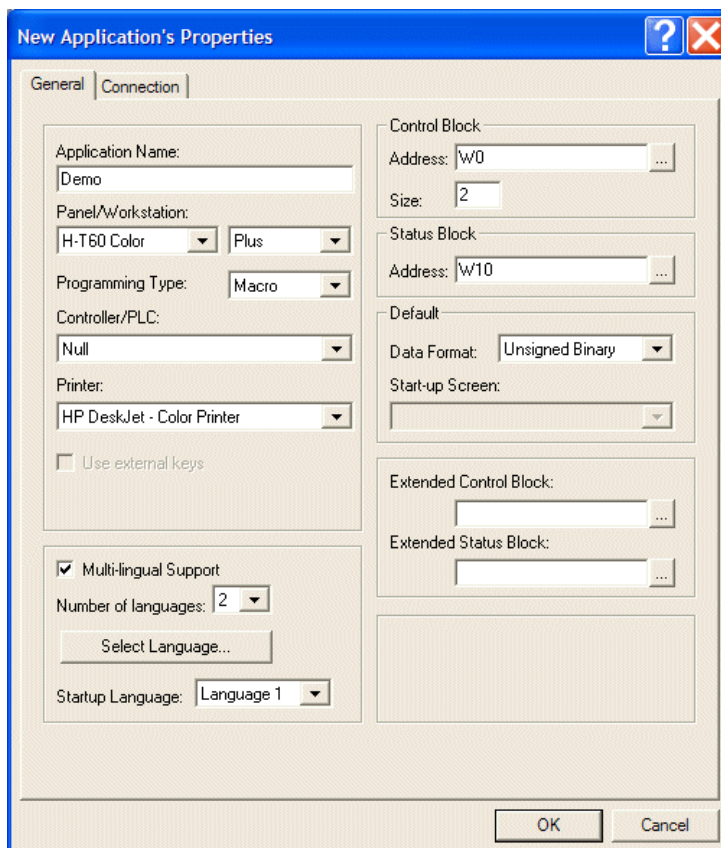 New Application's Properties
?
General
Connection
Application Name:
Demo
Panel/Workstation:
H-T60 Color
Plus
Programming Type:
Macro
Controller/PLC:
Null
Printer:
HP DeskJet - Color Printer
Use external keys
Multi-lingual Support
Number of languages: 2
Select Language...
Startup Language: Language 1
Control Block
Address: W0
...
Size: 2
Status Block
Address: W10
...
Default
Data Format: Unsigned Binary
Start-up Screen:
Extended Control Block:
...
Extended Status Block:
...
OK
Cancel